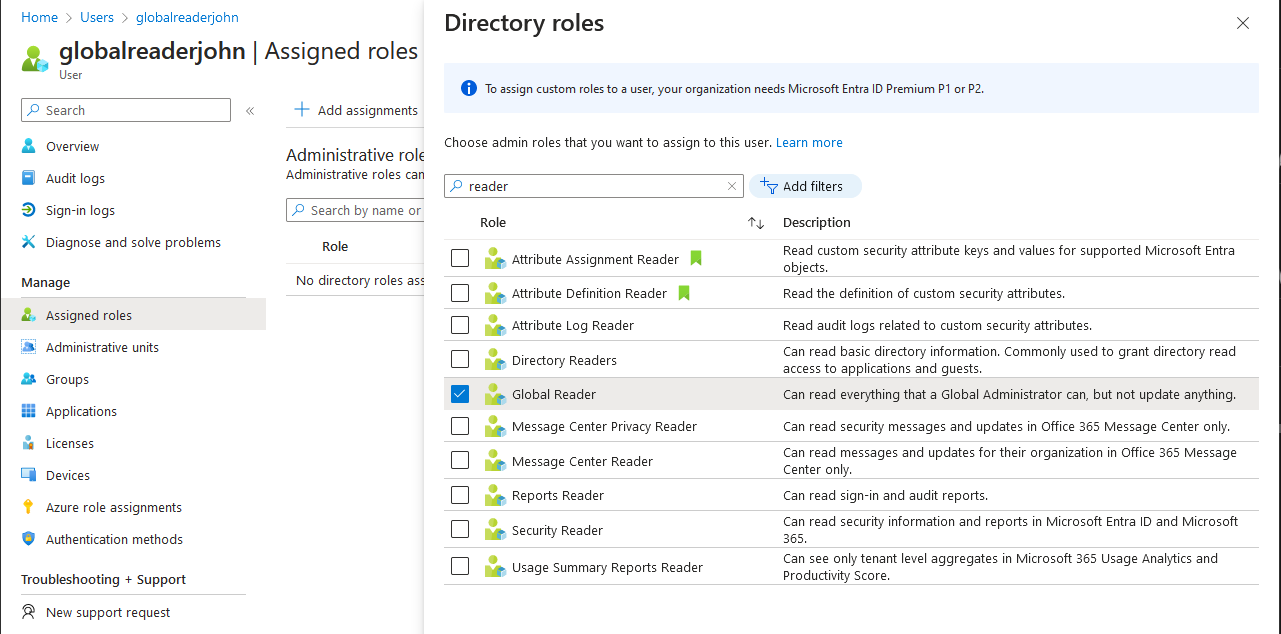 Home > Users > globalreaderjohn
globalreaderjohn | Assigned roles
User
Search
«
Overview
Audit logs
Sign-in logs
Diagnose and solve problems
Manage
Assigned roles
Administrative units
Groups
Applications
Licenses
Devices
Azure role assignments
Authentication methods
Troubleshooting + Support
New support request
+ Add assignments
Administrative role
Administrative roles can
Search by name or
Role
No directory roles ass
Directory roles
To assign custom roles to a user, your organization needs Microsoft Entra ID Premium P1 or P2.
Choose admin roles that you want to assign to this user. Learn more
reader
Add filters
Role Description
Attribute Assignment Reader Read custom security attribute keys and values for supported Microsoft Entra
objects.
Attribute Definition Reader Read the definition of custom security attributes.
Attribute Log Reader Read audit logs related to custom security attributes.
Directory Readers Can read basic directory information. Commonly used to grant directory read
access to applications and guests.
Global Reader Can read everything that a Global Administrator can, but not update anything.
Message Center Privacy Reader Can read security messages and updates in Office 365 Message Center only.
Message Center Reader Can read messages and updates for their organization in Office 365 Message
Center only.
Reports Reader Can read sign-in and audit reports.
Security Reader Can read security information and reports in Microsoft Entra ID and Microsoft
365.
Usage Summary Reports Reader Can see only tenant level aggregates in Microsoft 365 Usage Analytics and
Productivity Score.